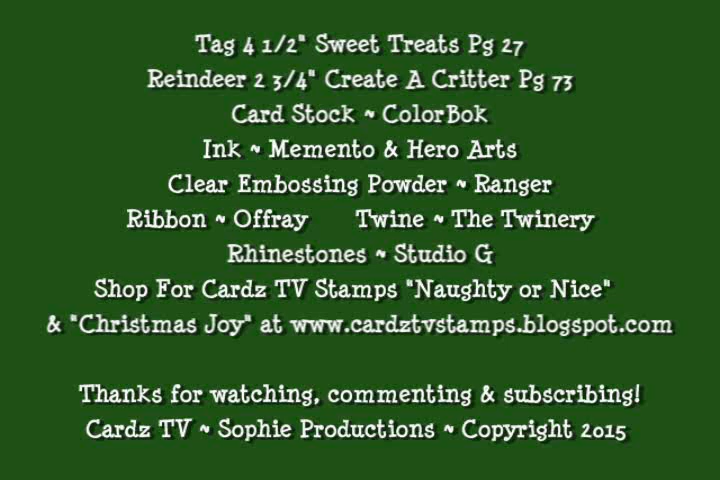 Tag 4 1/2" Sweet Treats Pg 27
Reindeer 2 3/4" Create A Critter Pg 73
Card Stock ~ ColorBok
Ink ~ Memento & Hero Arts
Clear Embossing Powder ~ Ranger
Ribbon ~ Offray Twine ~ The Twinery
Rhinestones ~ Studio G
Shop For Cardz TV Stamps "Naughty or Nice"
& "Christmas Joy" at www.cardztvstamps.blogspot.com
Thanks for watching, commenting & subscribing!
Cardz TV ~ Sophie Productions ~ Copyright 2015